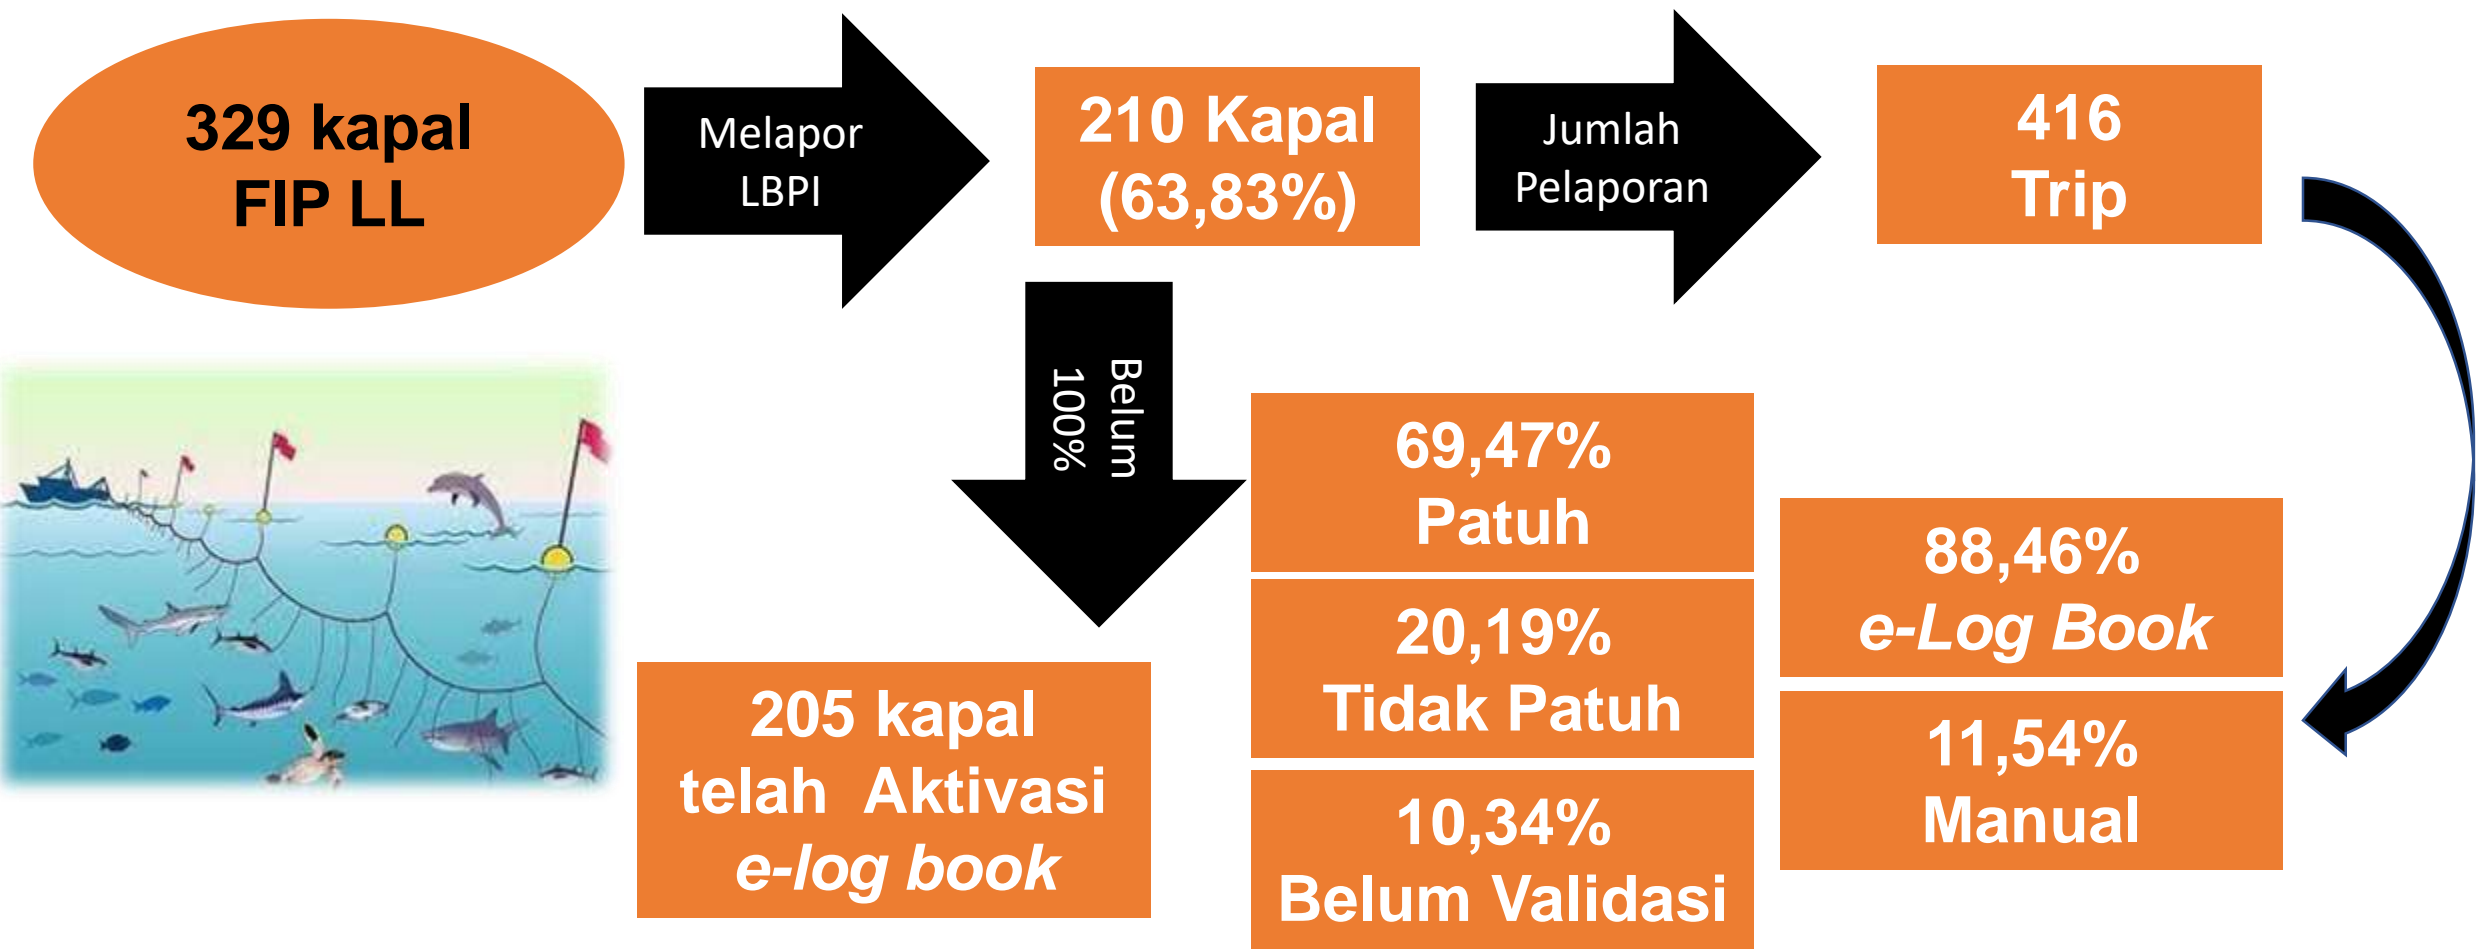 329 kapal
FIP LL
Melapor
LBPI
210 Kapal
(63,83%)
Jumlah
Pelaporan
416
Trip
Belum
100%
69,47%
Patuh
20,19%
Tidak Patuh
10,34%
Belum Validasi
88,46%
e-Log Book
11,54%
Manual
205 kapal
telah  Aktivasi
e-log book